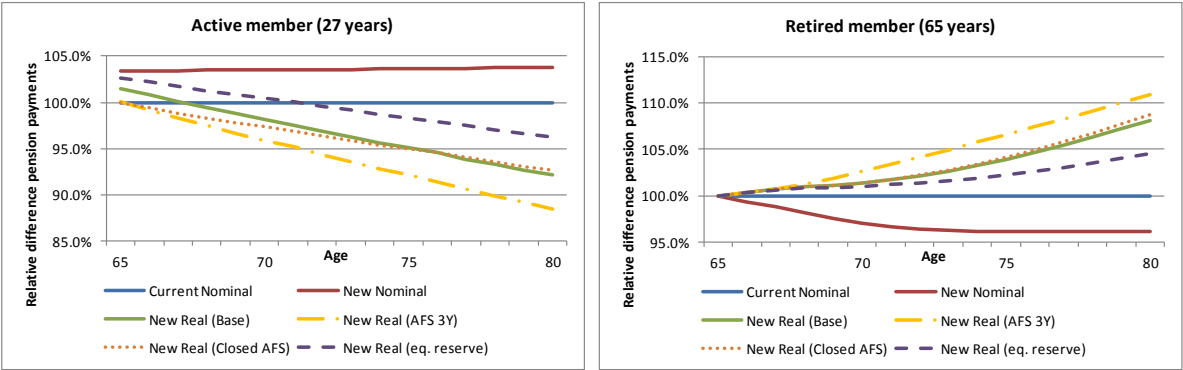 Active member (27 years)
Relative difference pension payments
105.0%
100.0%
95.0%
90.0%
85.0%
65
70
75
80
Age
Current Nominal
New Nominal
New Real (Base)
New Real (AFS 3Y)
New Real (Closed AFS)
New Real (eq. reserve)
Retired member (65 years)
Relative difference pension payments
115.0%
110.0%
105.0%
100.0%
95.0%
65
70
75
80
Age
Current Nominal
New Nominal
New Real (Base)
New Real (AFS 3Y)
New Real (Closed AFS)
New Real (eq. reserve)